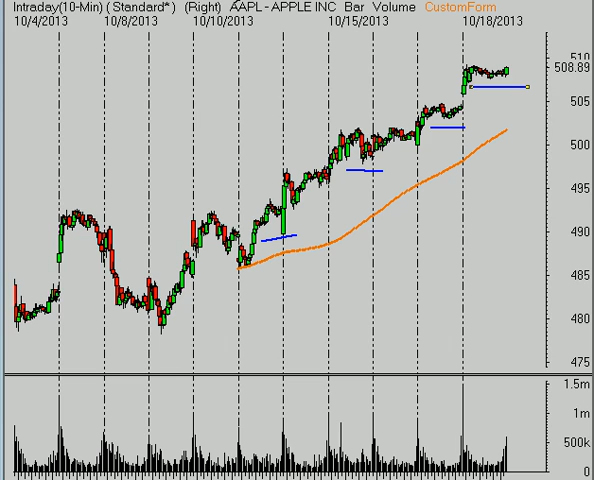 Intraday(10-Min) (Standard*) (Right) AAPL - APPLE INC Bar Volume CustomForm
10/4/2013 10/8/2013 10/10/2013 10/15/2013 10/18/2013
510
508.89
505
500
495
490
485
480
475
1.5m
1m
500k
0